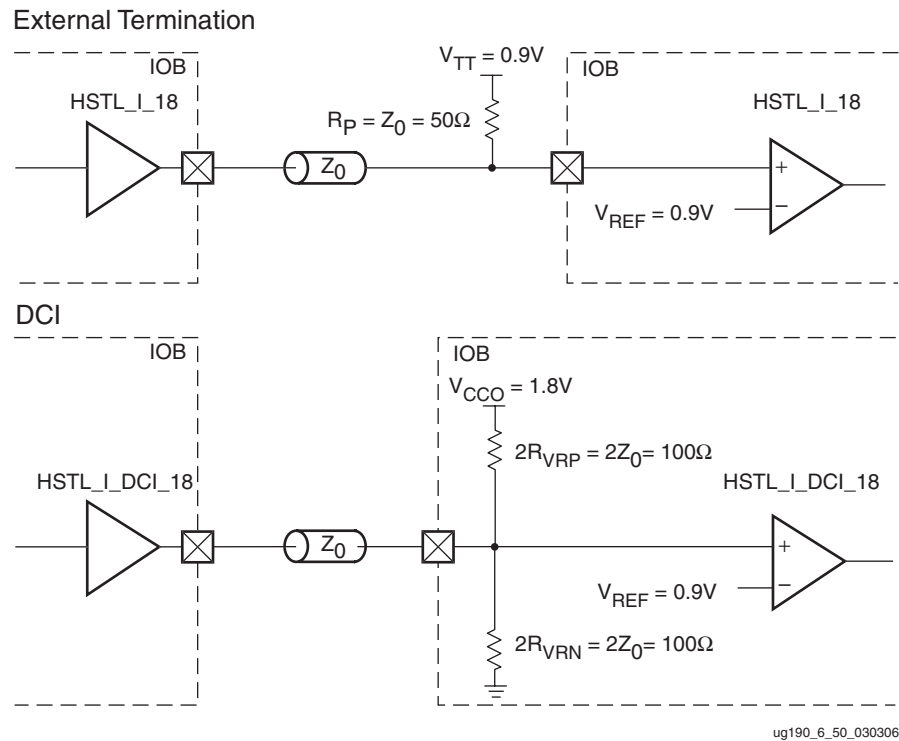 External Termination
IOB
HSTL_I_18
V_TT = 0.9V
R_P = Z_0 = 50Ω
Z_0
IOB
HSTL_I_18
+
−
V_REF = 0.9V
DCI
IOB
HSTL_I_DCI_18
Z_0
IOB
V_CCO = 1.8V
2R_VRP = 2Z_0= 100Ω
HSTL_I_DCI_18
+
−
V_REF = 0.9V
2R_VRN = 2Z_0= 100Ω
ug190_6_50_030306